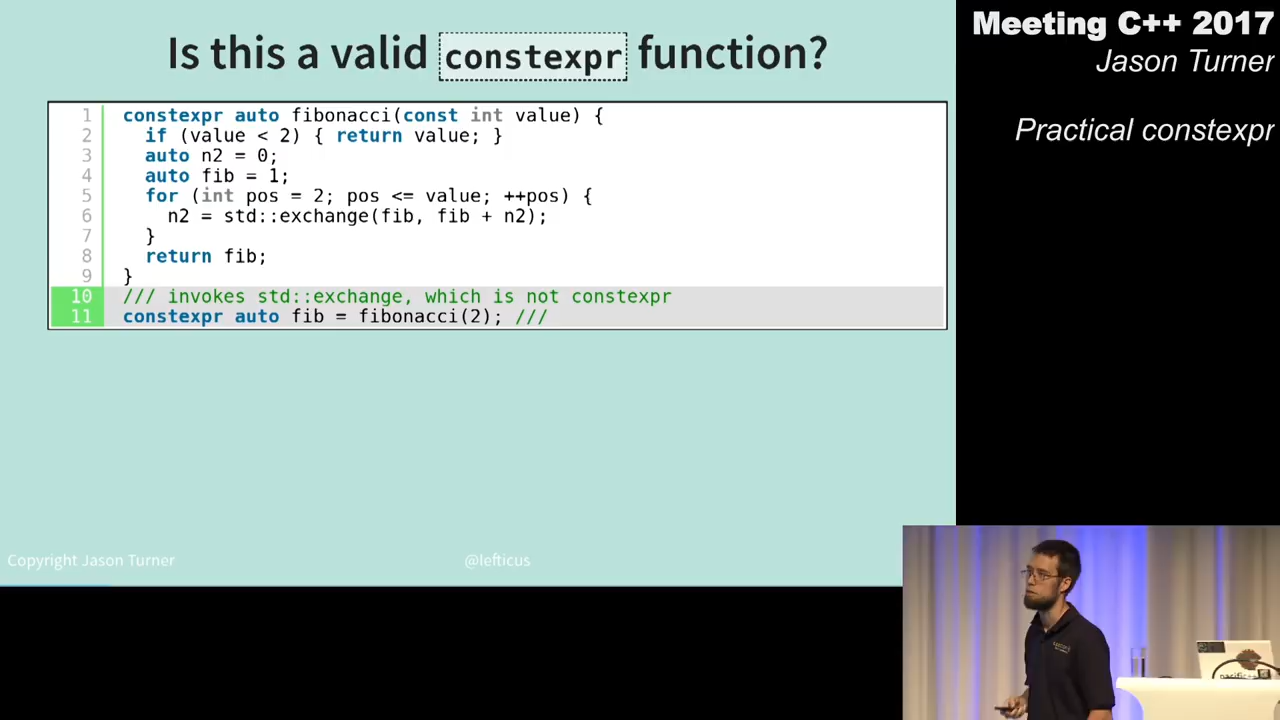 Is this a valid constexpr function?
1 constexpr auto fibonacci(const int value) {
2   if (value < 2) { return value; }
3   auto n2 = 0;
4   auto fib = 1;
5   for (int pos = 2; pos <= value; ++pos) {
6     n2 = std::exchange(fib, fib + n2);
7   }
8   return fib;
9 }
10 /// invokes std::exchange, which is not constexpr
11 constexpr auto fib = fibonacci(2); ///
Copyright Jason Turner
@lefticus
Meeting C++ 2017
Jason Turner
Practical constexpr